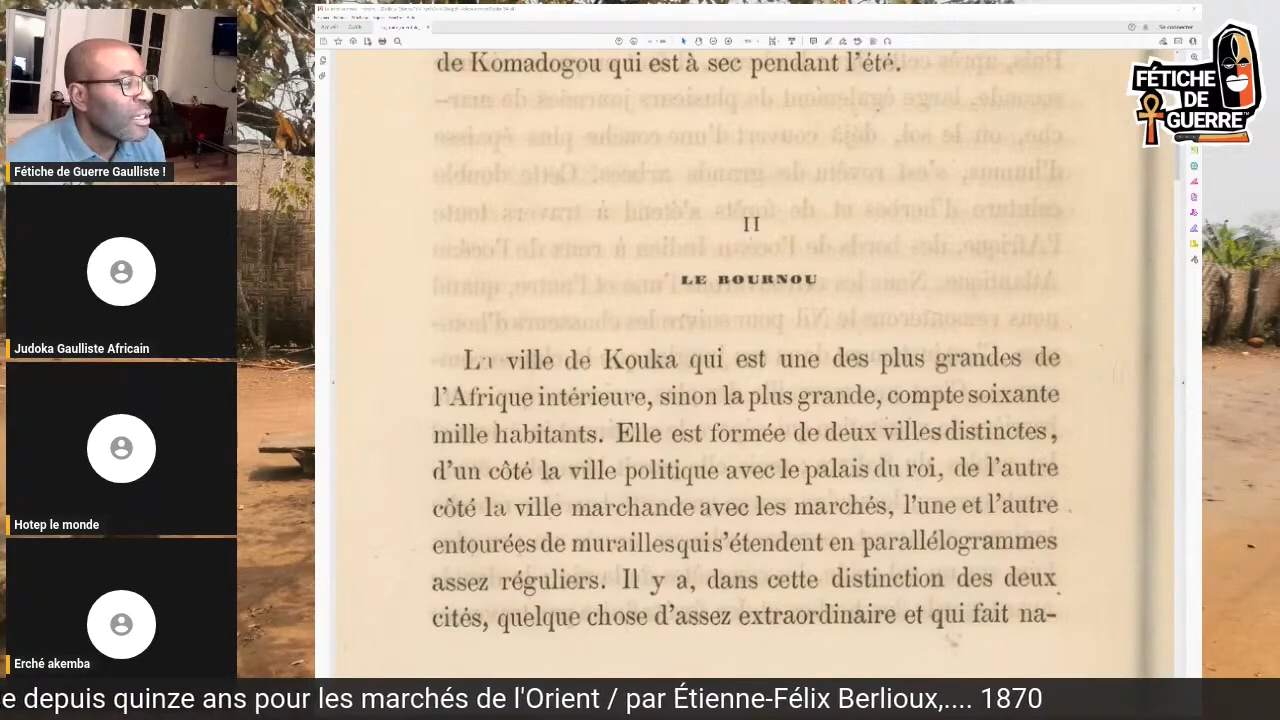 Fétiche de Guerre Gaulliste !
Judoka Gaulliste Africain
Hotep le monde
Erché akemba
Se connecter
FÉTICHE
DE
GUERRE
de Komadogou qui est à sec pendant l'été.
II
LE BOURNOU
La ville de Kouka qui est une des plus grandes de
l'Afrique intérieure, sinon la plus grande, compte soixante
mille habitants. Elle est formée de deux villes distinctes,
d'un côté la ville politique avec le palais du roi, de l'autre
côté la ville marchande avec les marchés, l'une et l'autre
entourées de murailles qui s'étendent en parallélogrammes
assez réguliers. Il y a, dans cette distinction des deux
cités, quelque chose d'assez extraordinaire et qui fait na-
e depuis quinze ans pour les marchés de l'Orient / par Étienne-Félix Berlioux,.... 1870